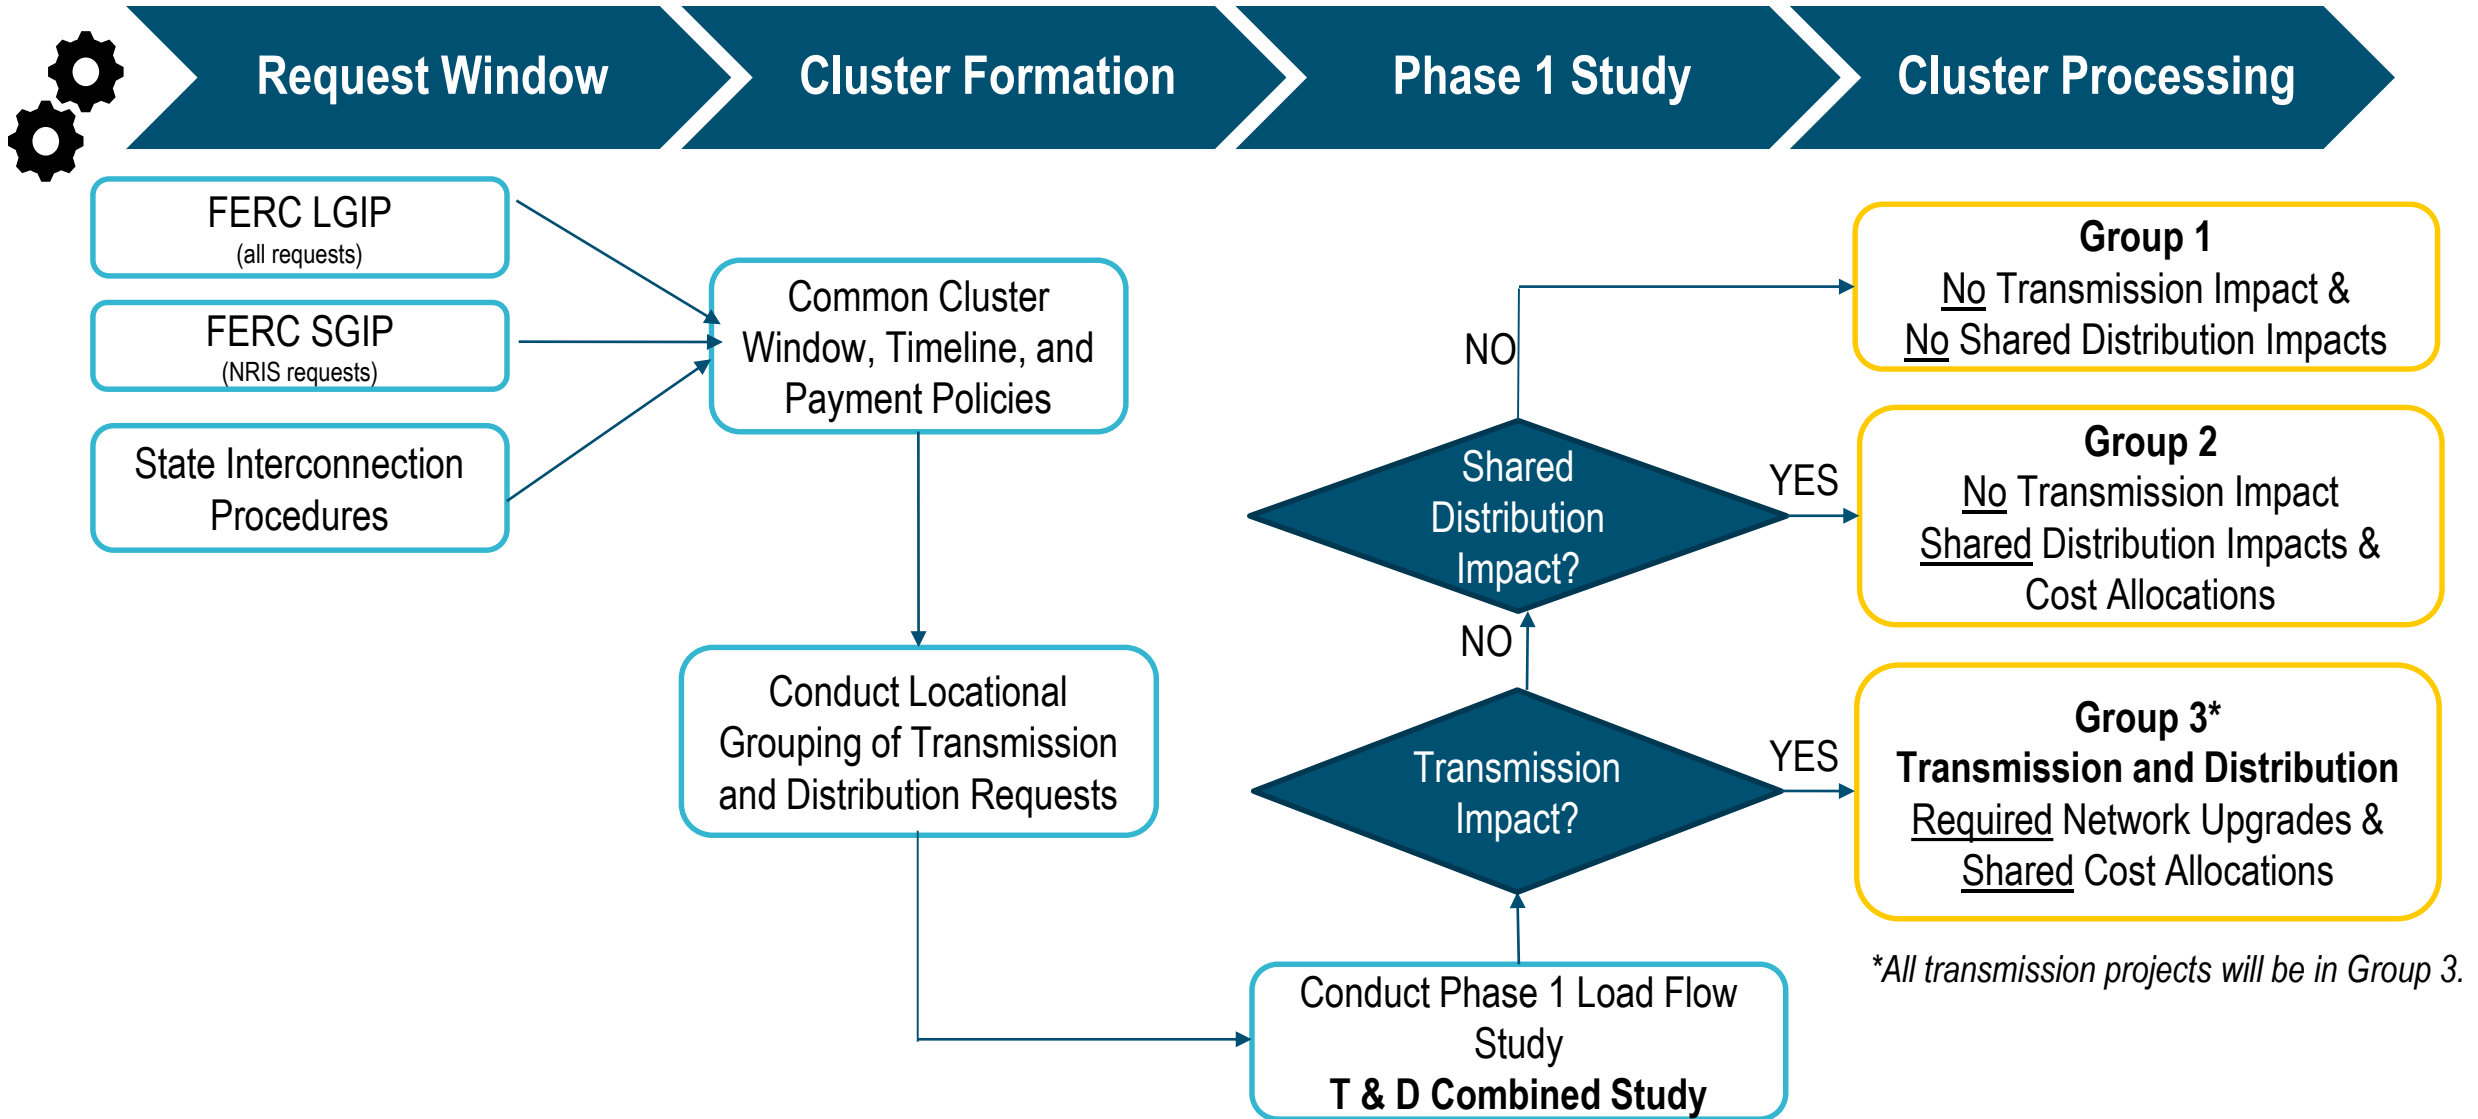 Request Window
Cluster Formation
Phase 1 Study
Cluster Processing
FERC LGIP
(all requests)
FERC SGIP
(NRIS requests)
State Interconnection
Procedures
Common Cluster
Window, Timeline, and
Payment Policies
Conduct Locational
Grouping of Transmission
and Distribution Requests
Conduct Phase 1 Load Flow
Study
T & D Combined Study
Transmission
Impact?
NO
YES
Shared
Distribution
Impact?
NO
YES
Group 1
No Transmission Impact &
No Shared Distribution Impacts
Group 2
No Transmission Impact
Shared Distribution Impacts &
Cost Allocations
Group 3*
Transmission and Distribution
Required Network Upgrades &
Shared Cost Allocations
*All transmission projects will be in Group 3.